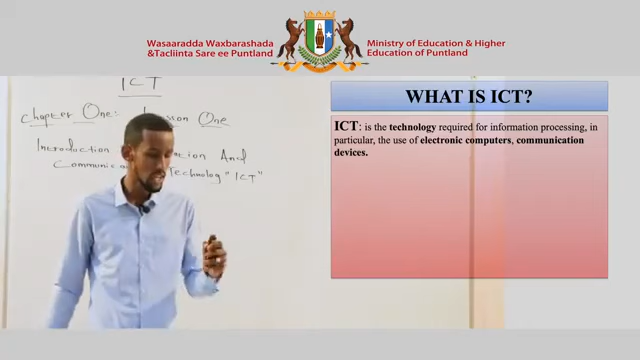 Wasaaradda Waxbarashada
&Tacliinta Sare ee Puntland
Ministry of Education & Higher
Education of Puntland
ICT
Chapter One: Lesson One
Introduction And
Technolog "ICT"
WHAT IS ICT?
ICT: is the technology required for information processing, in
particular, the use of electronic computers, communication
devices.